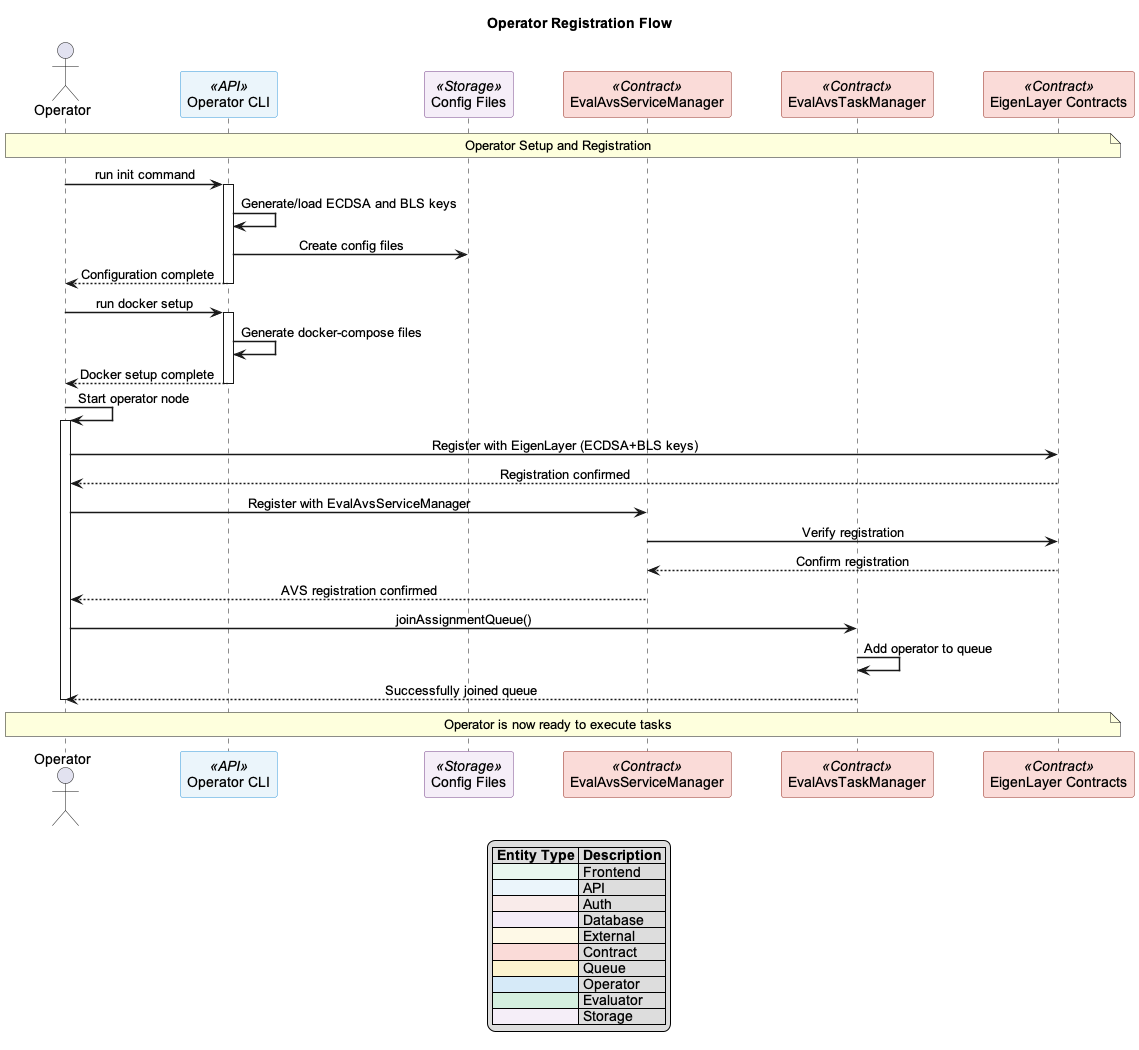 Operator Registration Flow
Operator
«API»
Operator CLI
«Storage»
Config Files
«Contract»
EvalAvsServiceManager
«Contract»
EvalAvsTaskManager
«Contract»
EigenLayer Contracts
Operator Setup and Registration
run init command
Generate/load ECDSA and BLS keys
Create config files
Configuration complete
run docker setup
Generate docker-compose files
Docker setup complete
Start operator node
Register with EigenLayer (ECDSA+BLS keys)
Registration confirmed
Register with EvalAvsServiceManager
Verify registration
Confirm registration
AVS registration confirmed
joinAssignmentQueue()
Add operator to queue
Successfully joined queue
Operator is now ready to execute tasks
Operator
«API»
Operator CLI
«Storage»
Config Files
«Contract»
EvalAvsServiceManager
«Contract»
EvalAvsTaskManager
«Contract»
EigenLayer Contracts
Entity Type Description
Frontend
API
Auth
Database
External
Contract
Queue
Operator
Evaluator
Storage